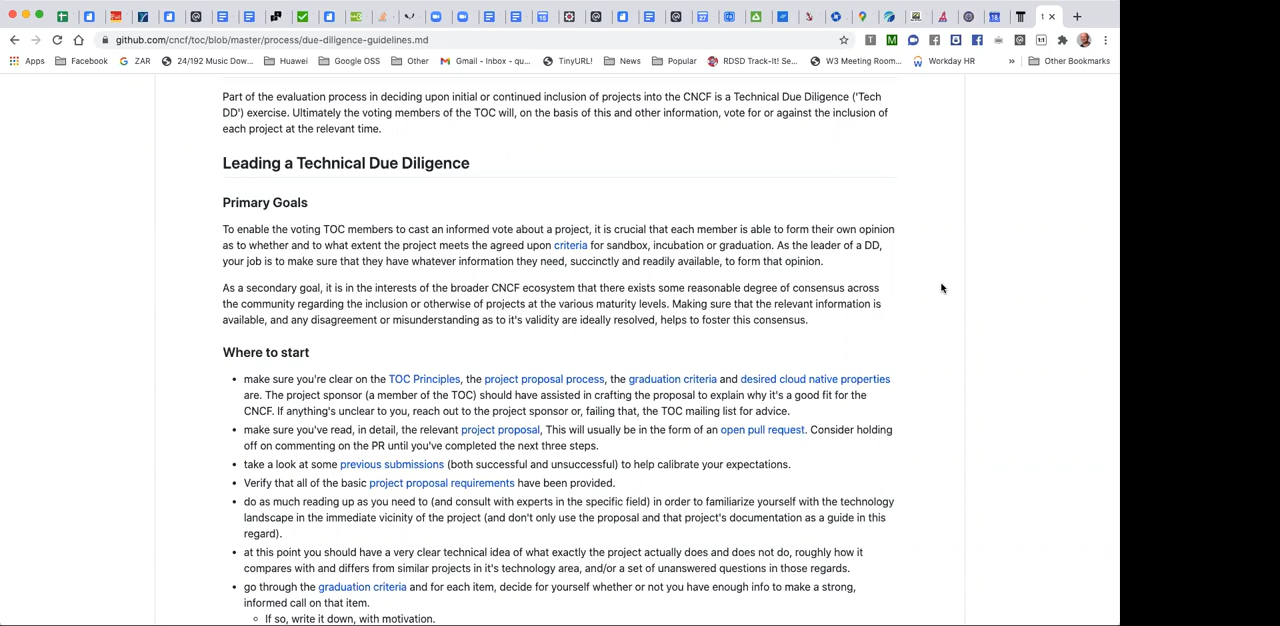 1 ×
github.com/cncf/toc/blob/master/process/due-diligence-guidelines.md
Apps Facebook ZAR 24/192 Music Dow... Huawei Google OSS Other Gmail - Inbox - qu... TinyURL! News Popular RDSD Track-It! Se... W3 Meeting Room... Workday HR » Other Bookmarks
Part of the evaluation process in deciding upon initial or continued inclusion of projects into the CNCF is a Technical Due Diligence ('Tech
DD') exercise. Ultimately the voting members of the TOC will, on the basis of this and other information, vote for or against the inclusion of
each project at the relevant time.
Leading a Technical Due Diligence
Primary Goals
To enable the voting TOC members to cast an informed vote about a project, it is crucial that each member is able to form their own opinion
as to whether and to what extent the project meets the agreed upon criteria for sandbox, incubation or graduation. As the leader of a DD,
your job is to make sure that they have whatever information they need, succinctly and readily available, to form that opinion.
As a secondary goal, it is in the interests of the broader CNCF ecosystem that there exists some reasonable degree of consensus across
the community regarding the inclusion or otherwise of projects at the various maturity levels. Making sure that the relevant information is
available, and any disagreement or misunderstanding as to it's validity are ideally resolved, helps to foster this consensus.
Where to start
• make sure you're clear on the TOC Principles, the project proposal process, the graduation criteria and desired cloud native properties
are. The project sponsor (a member of the TOC) should have assisted in crafting the proposal to explain why it's a good fit for the
CNCF. If anything's unclear to you, reach out to the project sponsor or, failing that, the TOC mailing list for advice.
• make sure you've read, in detail, the relevant project proposal, This will usually be in the form of an open pull request. Consider holding
off on commenting on the PR until you've completed the next three steps.
• take a look at some previous submissions (both successful and unsuccessful) to help calibrate your expectations.
• Verify that all of the basic project proposal requirements have been provided.
• do as much reading up as you need to (and consult with experts in the specific field) in order to familiarize yourself with the technology
landscape in the immediate vicinity of the project (and don't only use the proposal and that project's documentation as a guide in this
regard).
• at this point you should have a very clear technical idea of what exactly the project actually does and does not do, roughly how it
compares with and differs from similar projects in it's technology area, and/or a set of unanswered questions in those regards.
• go through the graduation criteria and for each item, decide for yourself whether or not you have enough info to make a strong,
informed call on that item.
◦ If so, write it down, with motivation.